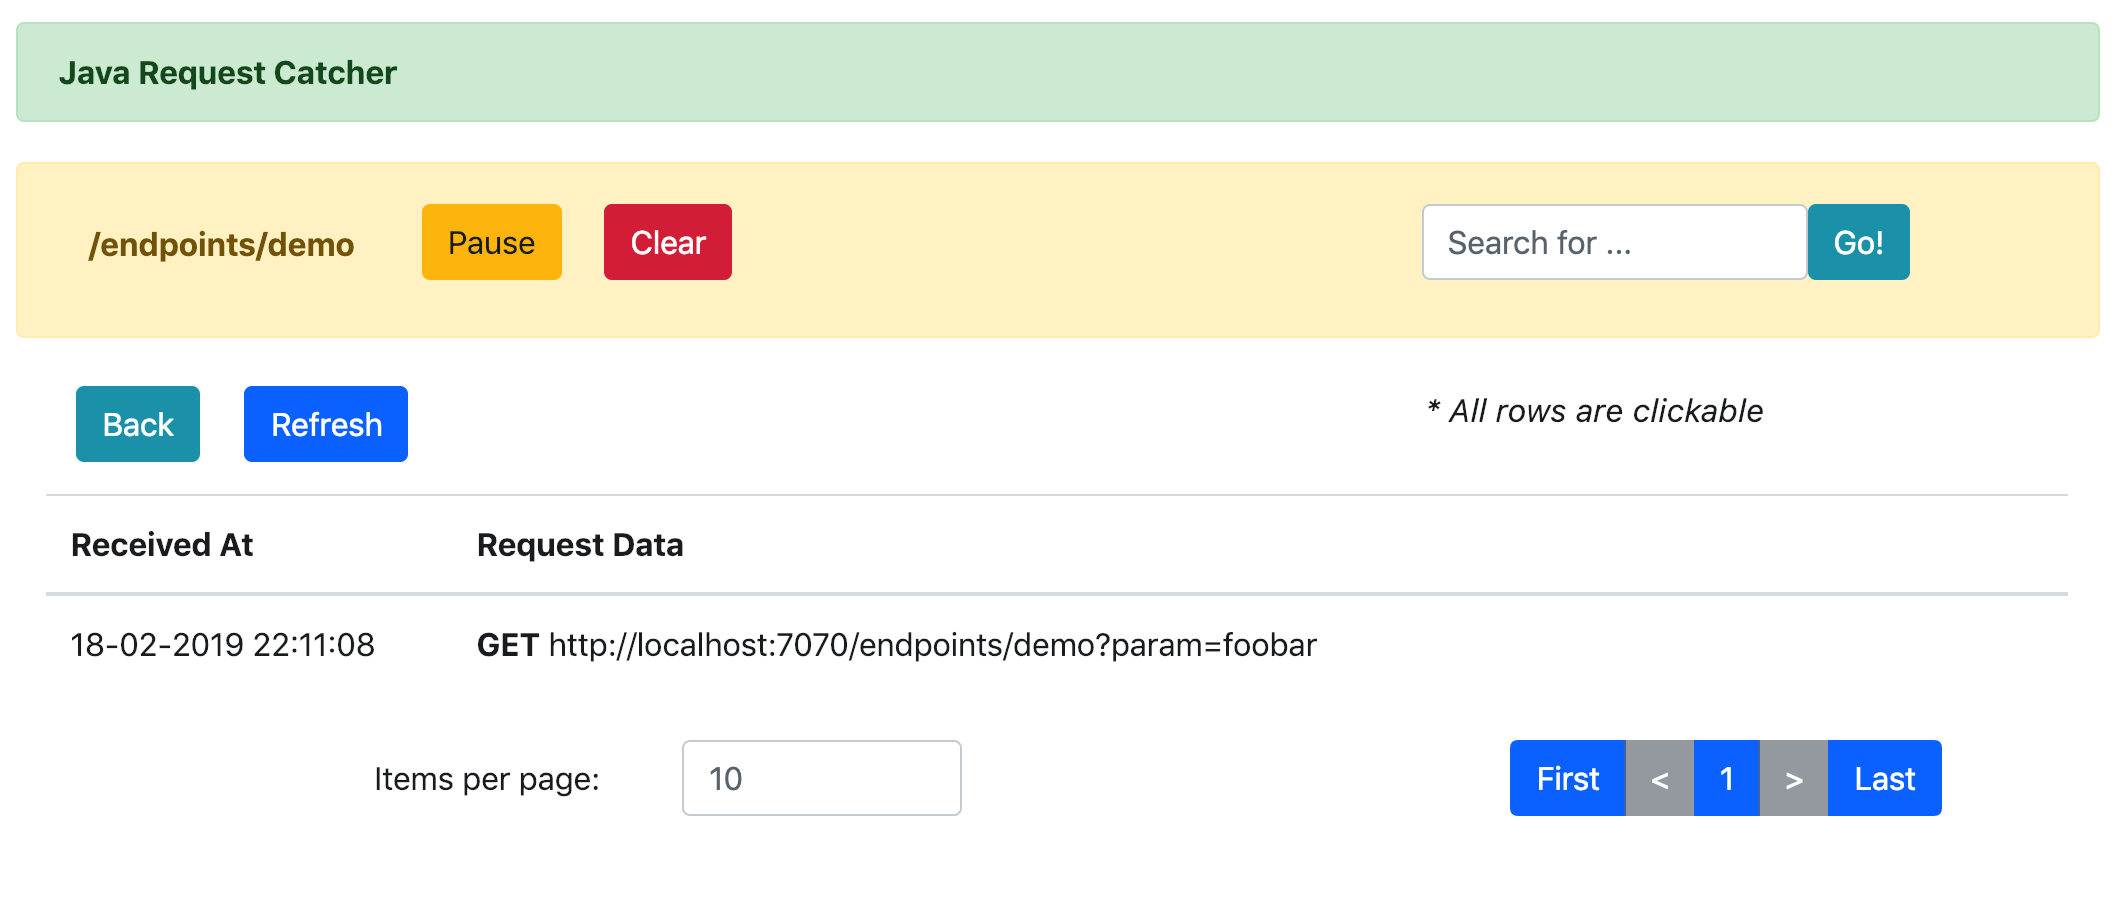 Java Request Catcher
/endpoints/demo Pause Clear Search for ... Go!
Back Refresh * All rows are clickable
Received At Request Data
18-02-2019 22:11:08 GET http://localhost:7070/endpoints/demo?param=foobar
Items per page: 10 First < 1 > Last